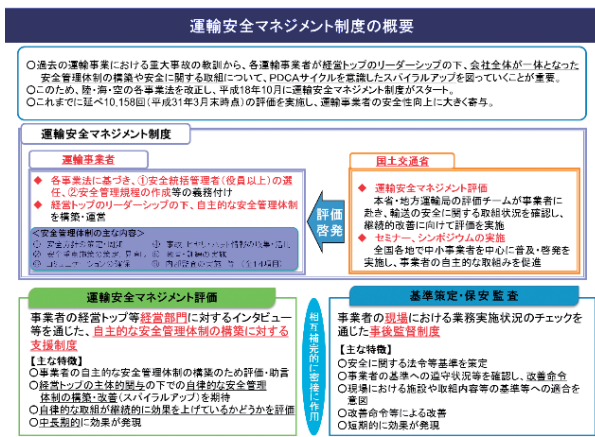 運輸安全マネジメント制度の概要
○過去の運輸事業における重大事故の教訓から、各運輸事業者が経営トップのリーダーシップの下、会社全体が一体となった
安全管理体制の構築や安全に関する取組について、PDCAサイクルを意識したスパイラルアップを図っていくことが重要。
○このため、陸・海・空の各事業法を改正し、平成18年10月に運輸安全マネジメント制度がスタート。
○これまでに延べ10,158回(平成31年3月末時点)の評価を実施し、運輸事業者の安全性向上に大きく寄与。
運輸安全マネジメント制度
運輸事業者
◆ 各事業法に基づき、①安全統括管理者(役員以上)の選
任、②安全管理規程の作成等の義務付け
◆ 経営トップのリーダーシップの下、自主的な安全管理体制
を構築・運営
<安全管理体制の主な内容>
評価
啓発
国土交通省
◆ 運輸安全マネジメント評価
本省・地方運輸局の評価チームが事業者に
赴き、輸送の安全に関する取組状況を確認し、
継続的改善に向けて評価を実施
◆ セミナー、シンポジウムの実施
全国各地で中小事業者を中心に普及・啓発を
実施し、事業者の自主的な取組みを促進
運輸安全マネジメント評価
事業者の経営トップ等経営部門に対するインタビュー
等を通じた、自主的な安全管理体制の構築に対する
支援制度
【主な特徴】
○事業者の自主的な安全管理体制の構築のため評価・助言
○経営トップの主体的関与の下での自律的な安全管理
体制の構築・改善(スパイラルアップ)を期待
○自律的な取組が継続的に効果を上げているかどうかを評価
○中長期的に効果が発現
相互補完的に密接に作用
基準策定・保安監査
事業者の現場における業務実施状況のチェックを
通じた事後監督制度
【主な特徴】
○安全に関する法令等基準を策定
○事業者の基準への遵守状況等を確認し、改善命令
○現場における施設や取組内容等の基準等への適合を
意図
○改善命令等による改善
○短期的に効果が発現